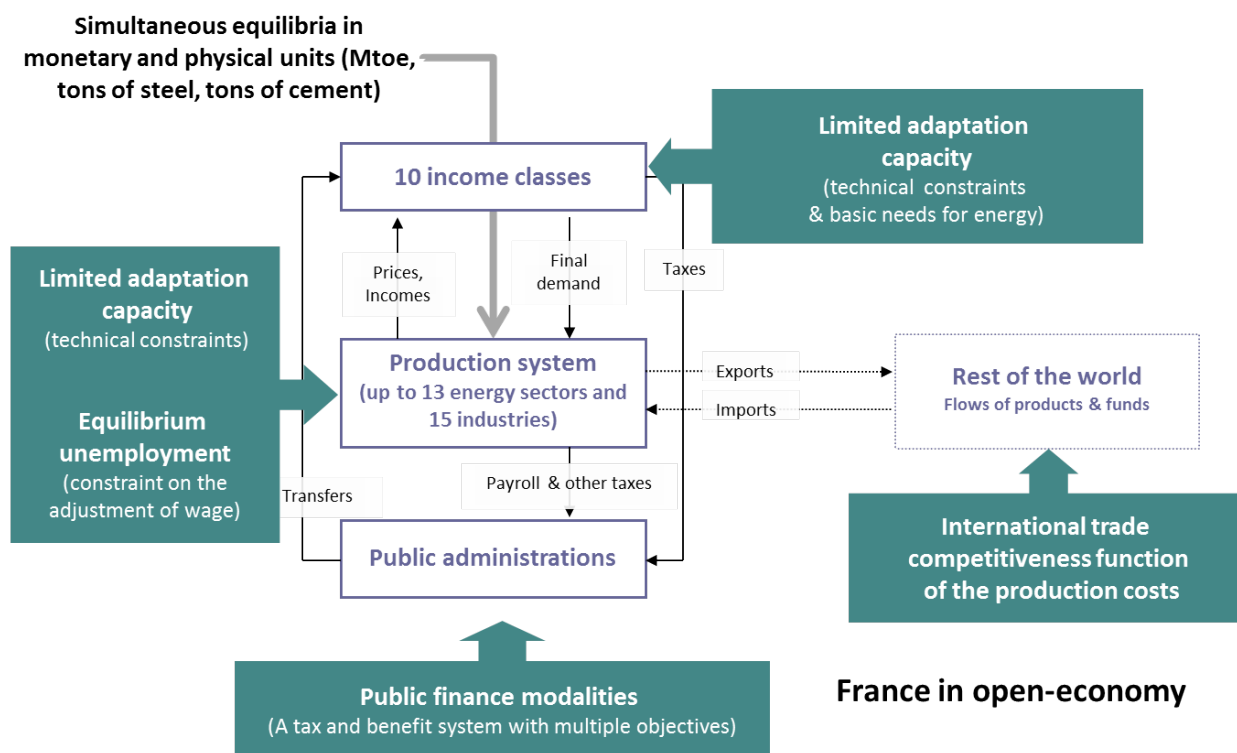 Simultaneous equilibria in
monetary and physical units (Mtoe,
tons of steel, tons of cement)
Limited adaptation
capacity
(technical constraints
& basic needs for energy)
10 income classes
Prices,
Incomes
Final
demand
Taxes
Limited adaptation
capacity
(technical constraints)
Equilibrium
unemployment
(constraint on the
adjustment of wage)
Production system
(up to 13 energy sectors and
15 industries)
Exports
Imports
Rest of the world
Flows of products & funds
Transfers
Payroll & other taxes
Public administrations
International trade
competitiveness function
of the production costs
Public finance modalities
(A tax and benefit system with multiple objectives)
France in open-economy